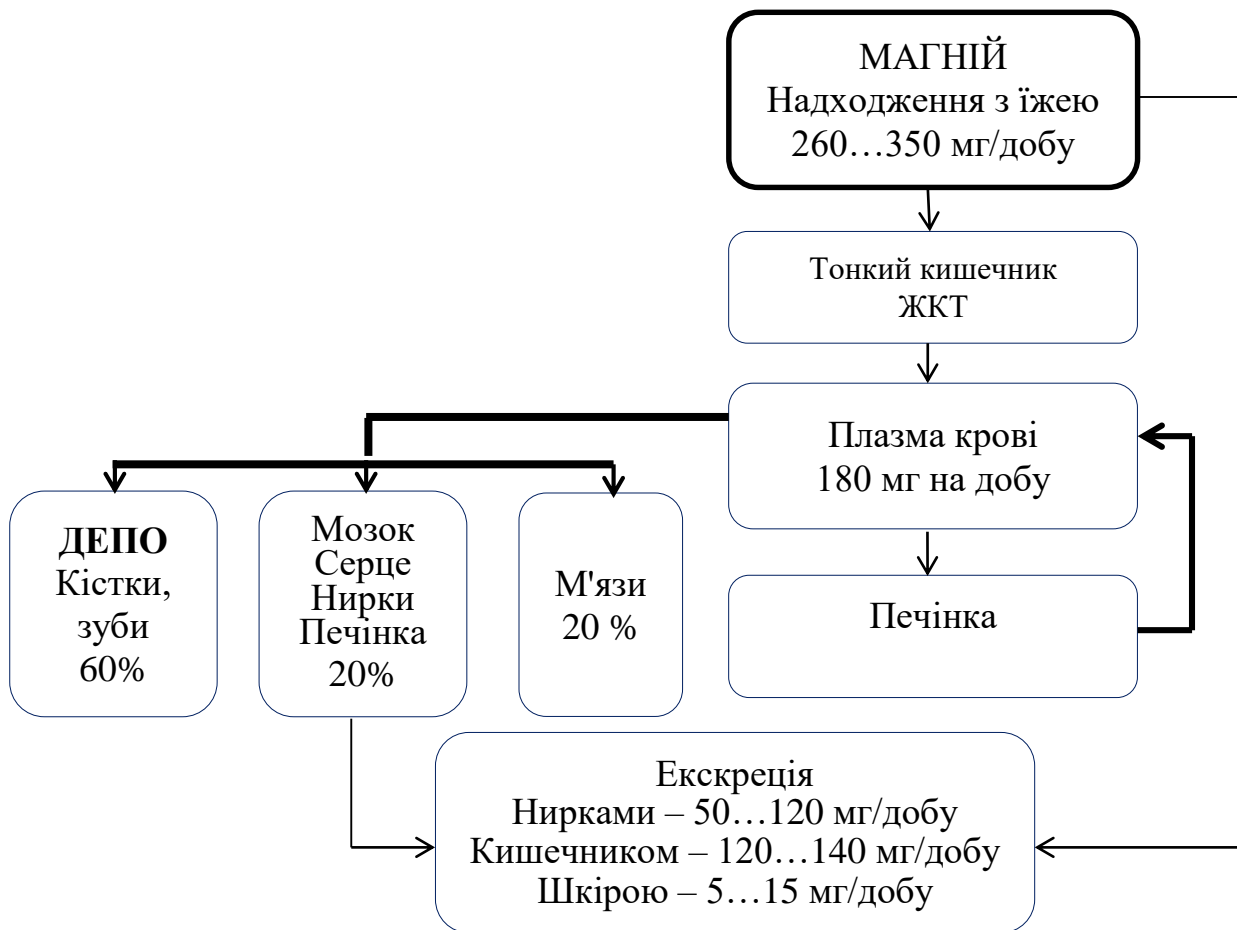 МАГНІЙ
Надходження з їжею
260…350 мг/добу
Тонкий кишечник
ЖКТ
Плазма крові
180 мг на добу
ДЕПО
Кістки,
зуби
60%
Мозок
Серце
Нирки
Печінка
20%
М'язи
20 %
Печінка
Екскреція
Нирками – 50…120 мг/добу
Кишечником – 120…140 мг/добу
Шкірою – 5…15 мг/добу